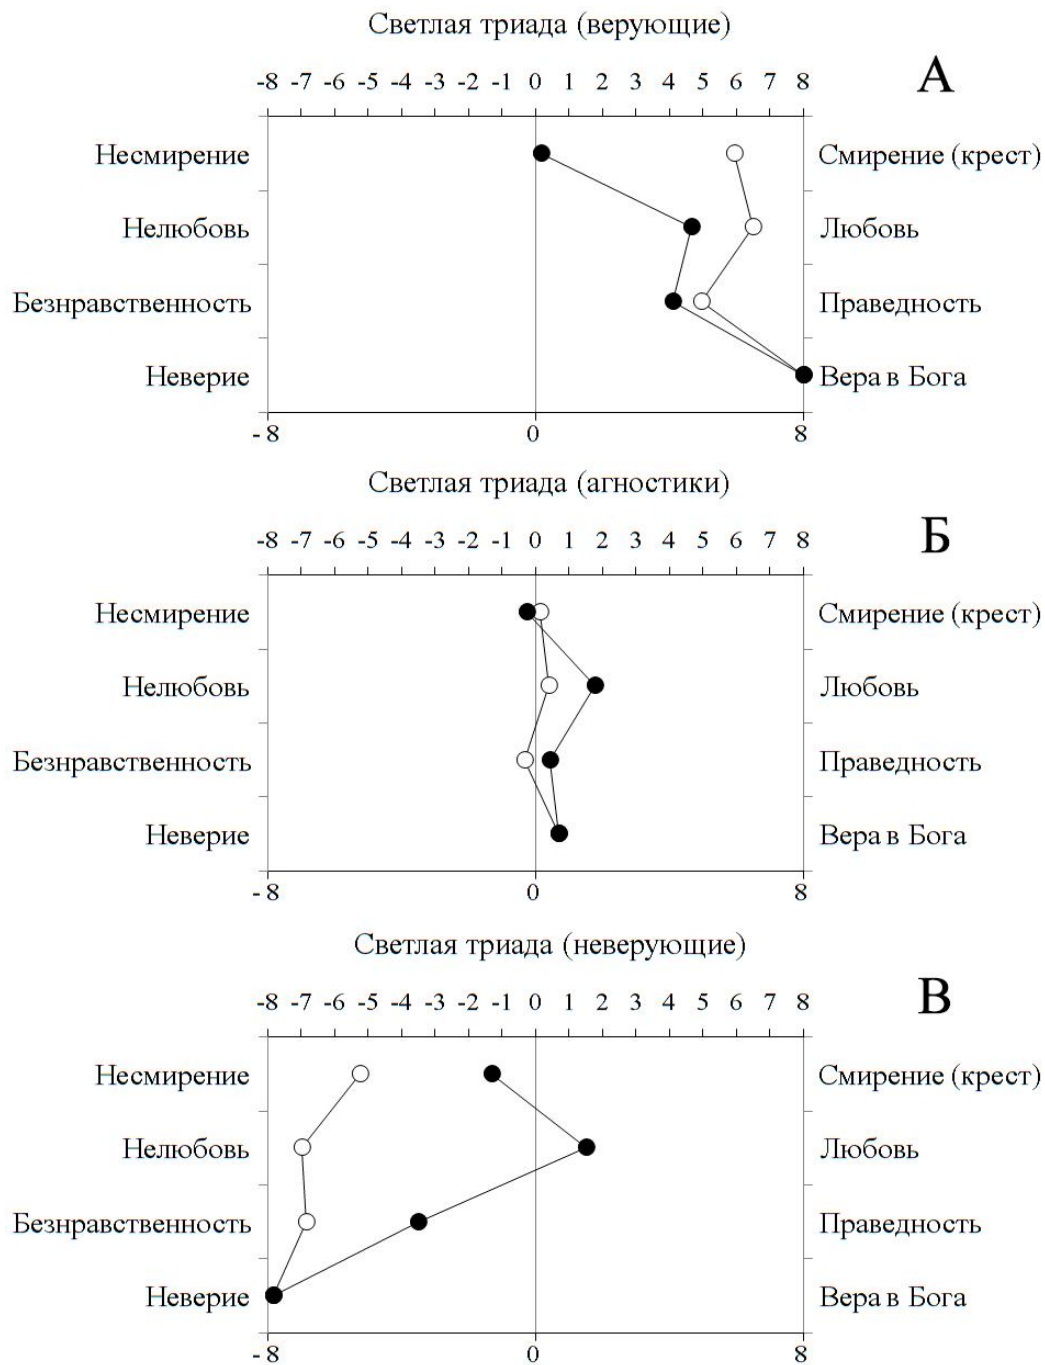 Светлая триада (верующие)
А
-8 -7 -6 -5 -4 -3 -2 -1 0 1 2 3 4 5 6 7 8
Несмирение Смирение (крест)
Нелюбовь Любовь
Безнравственность Праведность
Неверие Вера в Бога
- 8 0 8
Светлая триада (агностики)
Б
-8 -7 -6 -5 -4 -3 -2 -1 0 1 2 3 4 5 6 7 8
Несмирение Смирение (крест)
Нелюбовь Любовь
Безнравственность Праведность
Неверие Вера в Бога
- 8 0 8
Светлая триада (неверующие)
В
-8 -7 -6 -5 -4 -3 -2 -1 0 1 2 3 4 5 6 7 8
Несмирение Смирение (крест)
Нелюбовь Любовь
Безнравственность Праведность
Неверие Вера в Бога
- 8 0 8